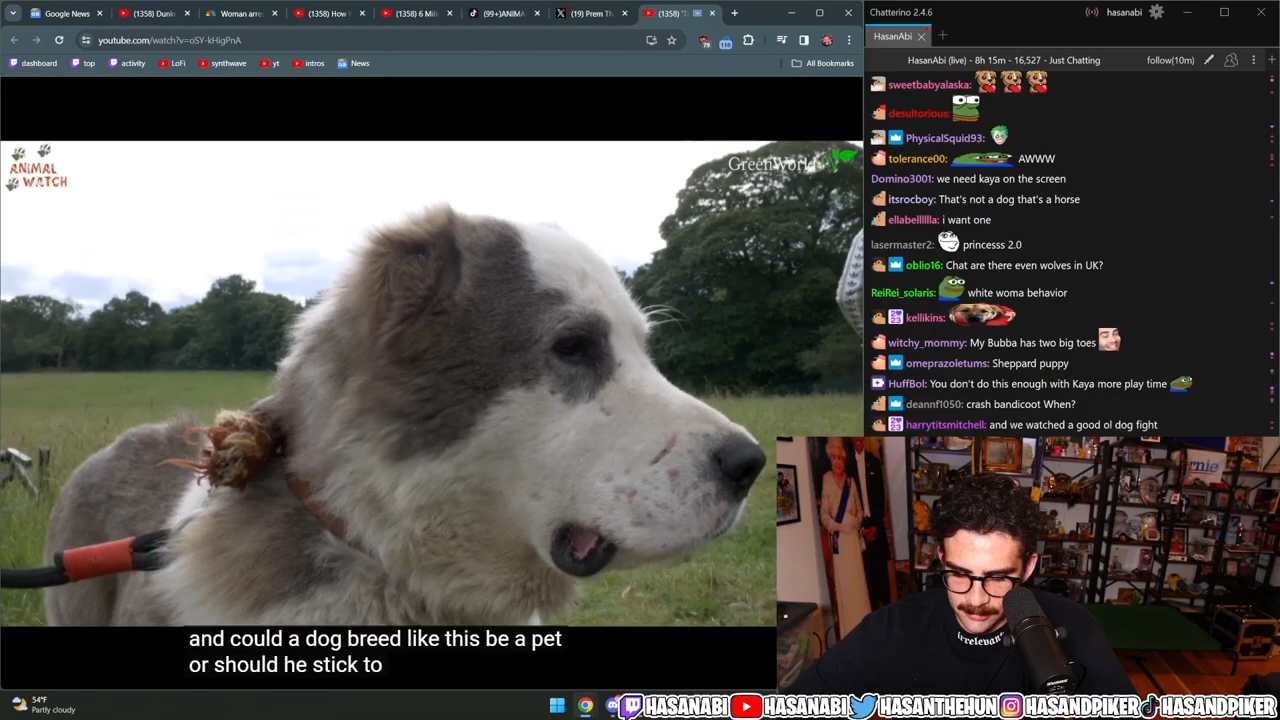 Google News
(1358) Dunk
Woman arre
(1358) How I
(1358) 6 Mili
(99+)ANIMA
(19) Prem Th
(1358) "T
youtube.com/watch?v=oSY-kHigPnA
79
110
dashboard
top
activity
LoFi
synthwave
yt
intros
News
All Bookmarks
ANIMAL
WATCH
GreenWorld
and could a dog breed like this be a pet
or should he stick to
Chatterino 2.4.6
hasanabi
HasanAbi
HasanAbi (live) - 8h 15m - 16,527 - Just Chatting
follow(10m)
sweetbabyalaska:
desultorious:
PhysicalSquid93:
tolerance00: AWWW
Domino3001: we need kaya on the screen
itsrocboy: That's not a dog that's a horse
ellabellllla: i want one
lasermaster2: princesss 2.0
oblio16: Chat are there even wolves in UK?
ReiRei_solaris: white woma behavior
kellikins:
witchy_mommy: My Bubba has two big toes
omeprazoletums: Sheppard puppy
HuffBol: You don't do this enough with Kaya more play time
deannf1050: crash bandicoot When?
harrytitsmitchell: and we watched a good ol dog fight
ernie
irrelevan
54°F
Partly cloudy
HASANABI
HASANABI
HASANTHEHUN
HASANDPIKER
HASANDPIKER